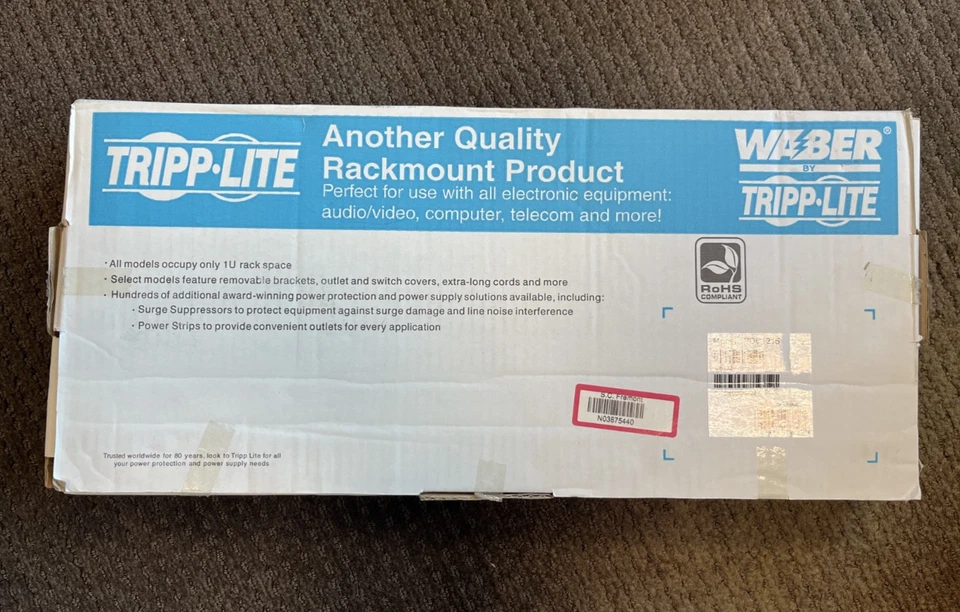 TRIPP·LITE
Another Quality
Rackmount Product
Perfect for use with all electronic equipment:
audio/video, computer, telecom and more!
WABER®
BY
TRIPP·LITE
· All models occupy only 1U rack space
· Select models feature removable brackets, outlet and switch covers, extra-long cords and more
· Hundreds of additional award-winning power protection and power supply solutions available, including:
· Surge Suppressors to protect equipment against surge damage and line noise interference
· Power Strips to provide convenient outlets for every application
RoHS
COMPLIANT
S.C. Fremont
N03875440
Trusted worldwide for 80 years, look to Tripp Lite for all
your power protection and power supply needs